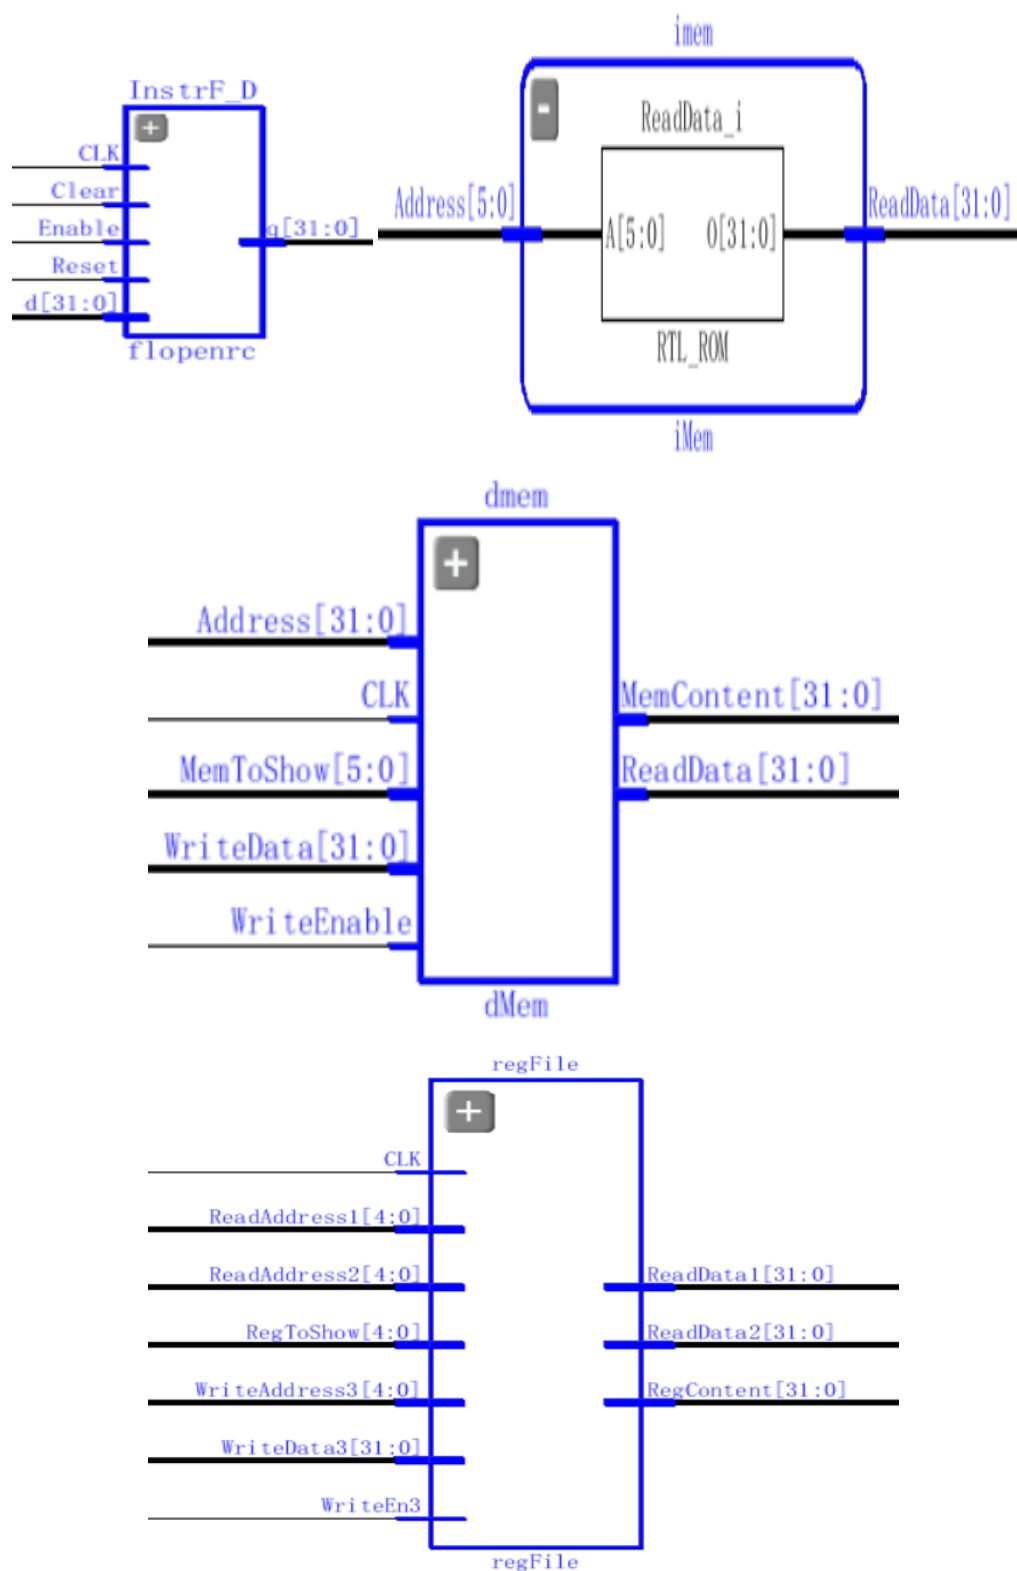 InstrF_D
CLK
Clear
Enable
Reset
d[31:0]
q[31:0]
flopenrc
imem
ReadData_i
Address[5:0]
A[5:0]
O[31:0]
ReadData[31:0]
RTL_ROM
iMem
dmem
Address[31:0]
CLK
MemToShow[5:0]
WriteData[31:0]
WriteEnable
MemContent[31:0]
ReadData[31:0]
dMem
regFile
CLK
ReadAddress1[4:0]
ReadAddress2[4:0]
RegToShow[4:0]
WriteAddress3[4:0]
WriteData3[31:0]
WriteEn3
ReadData1[31:0]
ReadData2[31:0]
RegContent[31:0]
regFile